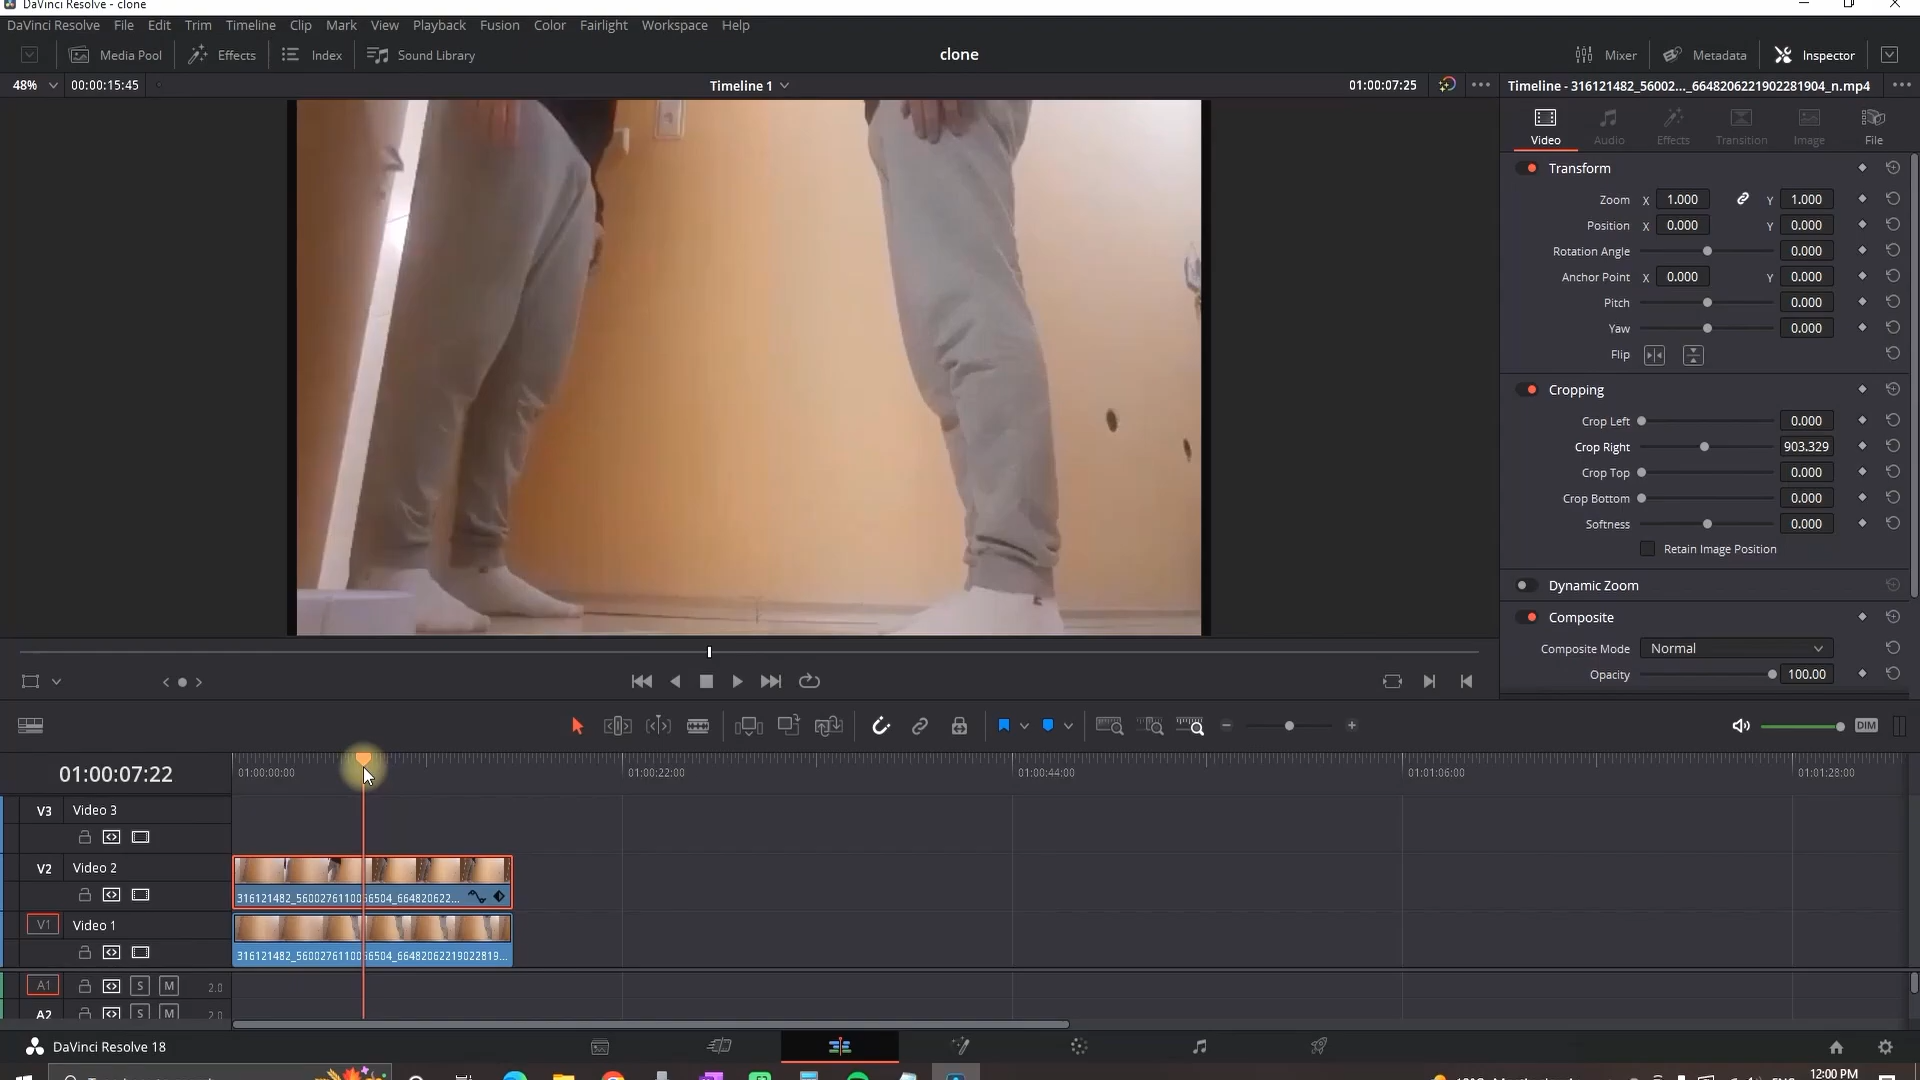 DaVinci Resolve - clone
DaVinci Resolve File Edit Trim Timeline Clip Mark View Playback Fusion Color Fairlight Workspace Help
Media Pool Effects Index Sound Library clone Mixer Metadata Inspector
48% 00:00:15:45 Timeline 1 01:00:07:25 Timeline - 316121482_56002..._6648206221902281904_n.mp4
Video Audio Effects Transition Image File
Transform
Zoom X 1.000 Y 1.000
Position X 0.000 Y 0.000
Rotation Angle 0.000
Anchor Point X 0.000 Y 0.000
Pitch 0.000
Yaw 0.000
Flip
Cropping
Crop Left 0.000
Crop Right 903.329
Crop Top 0.000
Crop Bottom 0.000
Softness 0.000
Retain Image Position
Dynamic Zoom
Composite
Composite Mode Normal
Opacity 100.00
DIM
01:00:07:22 01:00:00:00 01:00:22:00 01:00:44:00 01:01:06:00 01:01:28:00
V3 Video 3
V2 Video 2
316121482_5600276110056504_664820622...
V1 Video 1
316121482_5600276110056504_66482062219022819...
A1 S M 2.0
A2 S M 2.0
DaVinci Resolve 18
12:00 PM